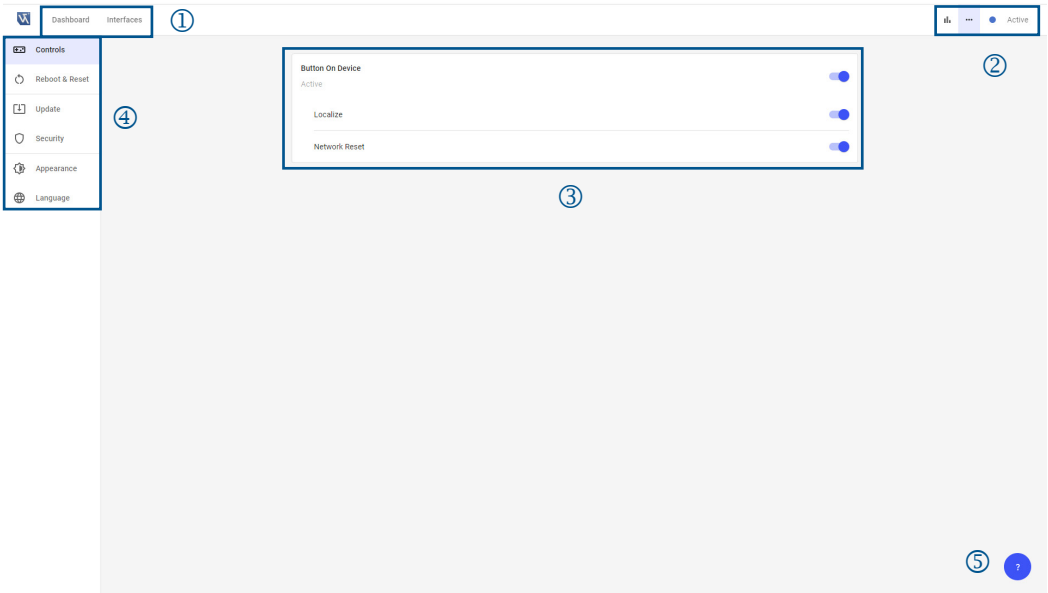 Dashboard Interfaces
①
••• Active
②
Controls
Reboot & Reset
Update
Security
Appearance
Language
④
Button On Device
Active
Localize
Network Reset
③
⑤
?